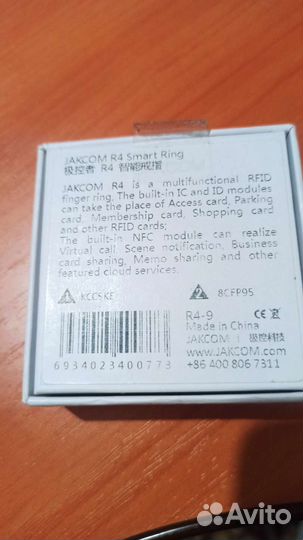 JAKCOM R4 Smart Ring
极控者 R4 智能戒指
JAKCOM R4 is a multifunctional RFID
finger ring, The built-in IC and ID modules
can take the place of Access card, Parking
card, Membership card, Shopping card
and other RFID cards;
The built-in NFC module can realize
Virtual call, Scene notification, Business
card sharing, Memo sharing and other
featured cloud services.
1 KCC5KE
2 8CFP95
R4-9 CE
Made in China
JAKCOM | 极控科技
www.JAKCOM.com
+86 400 806 7311
6934023400773
Avito